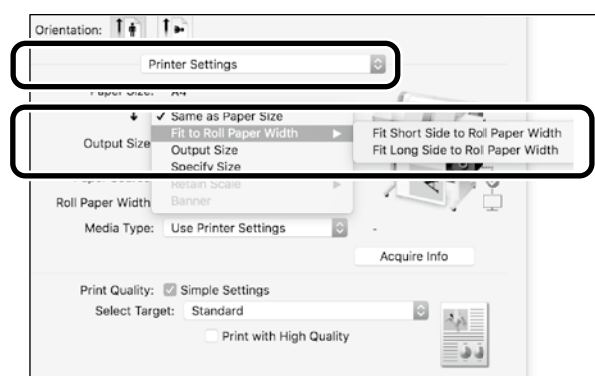 Orientation:
Printer Settings
Paper Size: A4
✓ Same as Paper Size
Fit to Roll Paper Width ▶ Fit Short Side to Roll Paper Width
Output Size Output Size Fit Long Side to Roll Paper Width
Specify Size
Retain Scale ▶
Roll Paper Width Banner
Media Type: Use Printer Settings -
Acquire Info
Print Quality: Simple Settings
Select Target: Standard
Print with High Quality